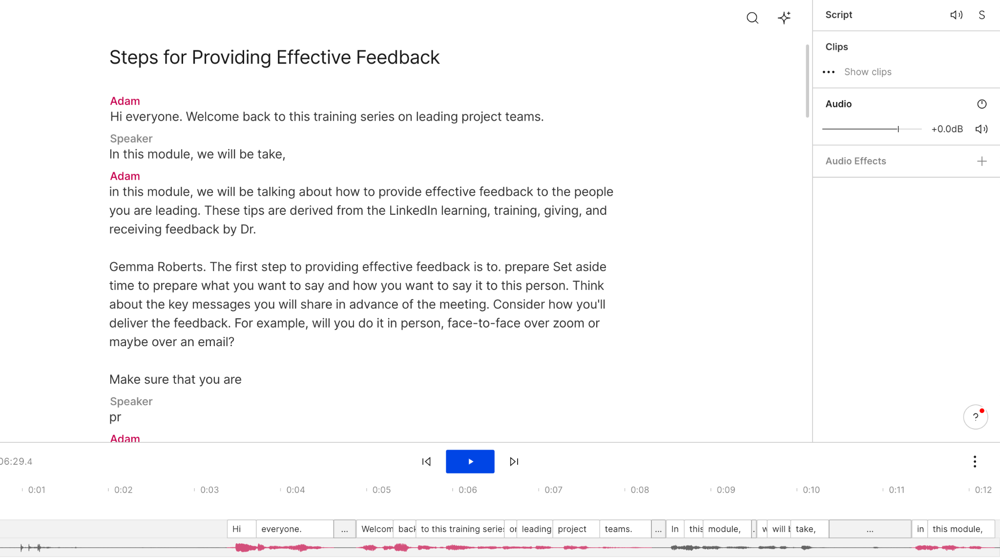 Script
S
Clips
Show clips
Audio
+0.0dB
Audio Effects
Steps for Providing Effective Feedback
Adam
Hi everyone. Welcome back to this training series on leading project teams.
Speaker
In this module, we will be take,
Adam
in this module, we will be talking about how to provide effective feedback to the people
you are leading. These tips are derived from the LinkedIn learning, training, giving, and
receiving feedback by Dr.
Gemma Roberts. The first step to providing effective feedback is to. prepare Set aside
time to prepare what you want to say and how you want to say it to this person. Think
about the key messages you will share in advance of the meeting. Consider how you'll
deliver the feedback. For example, will you do it in person, face-to-face over zoom or
maybe over an email?
Make sure that you are
Speaker
pr
Adam
?
06:29.4
0:01 0:02 0:03 0:04 0:05 0:06 0:07 0:08 0:09 0:10 0:11 0:12
Hi everyone. ... Welcom back to this training series or leading project teams. ... In this module, . w will b take, ... in this module,